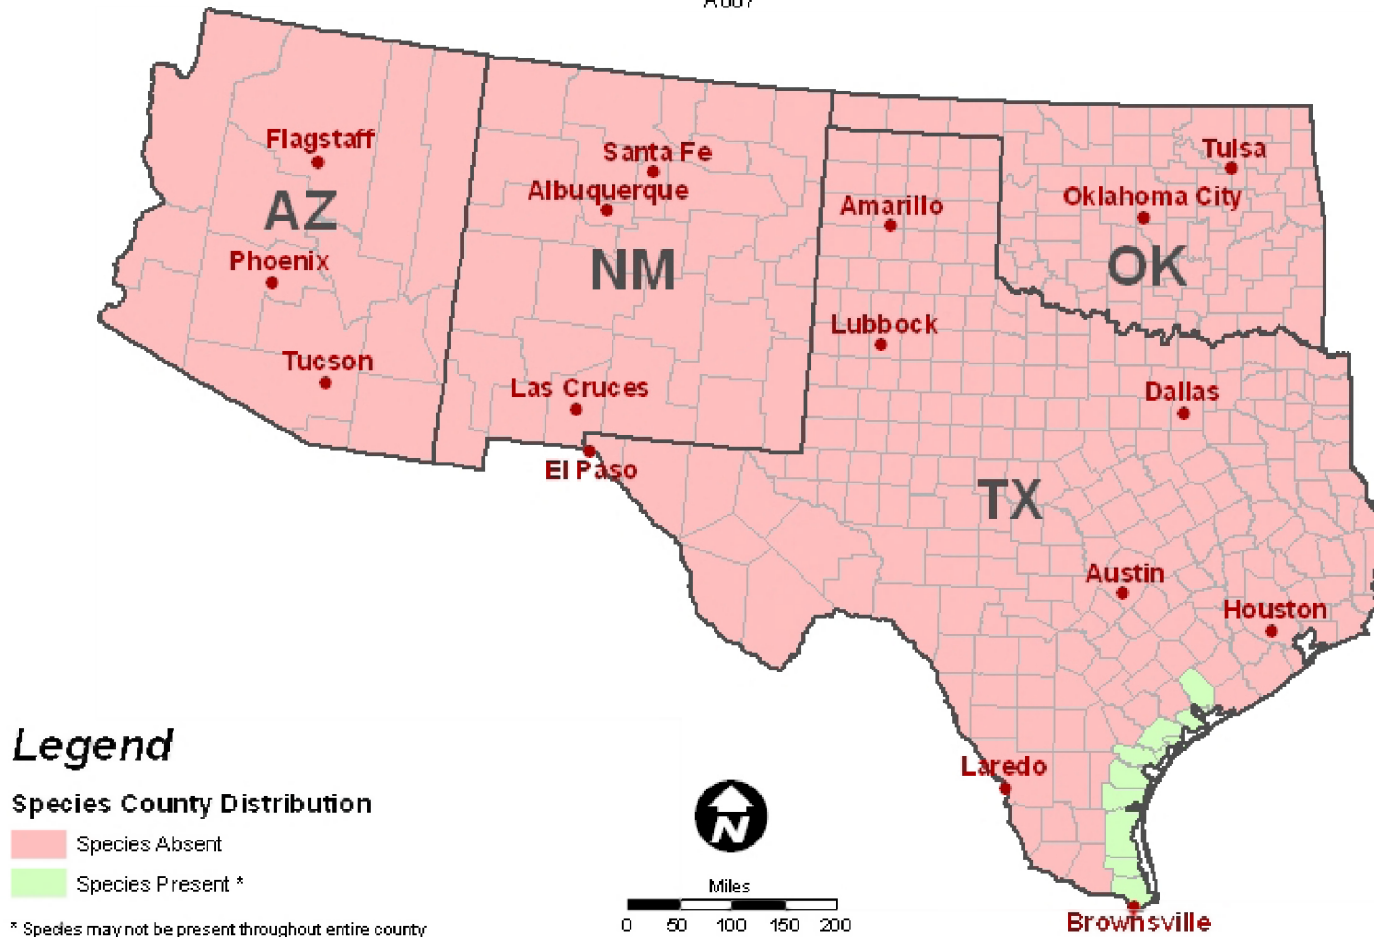 Flagstaff
AZ
Phoenix
Tucson
Santa Fe
Albuquerque
NM
Las Cruces
El Paso
Amarillo
Lubbock
Tulsa
Oklahoma City
OK
Dallas
TX
Austin
Houston
Laredo
Brownsville
Legend
Species County Distribution
Species Absent
Species Present *
* Species may not be present throughout entire county
N
Miles
0 50 100 150 200